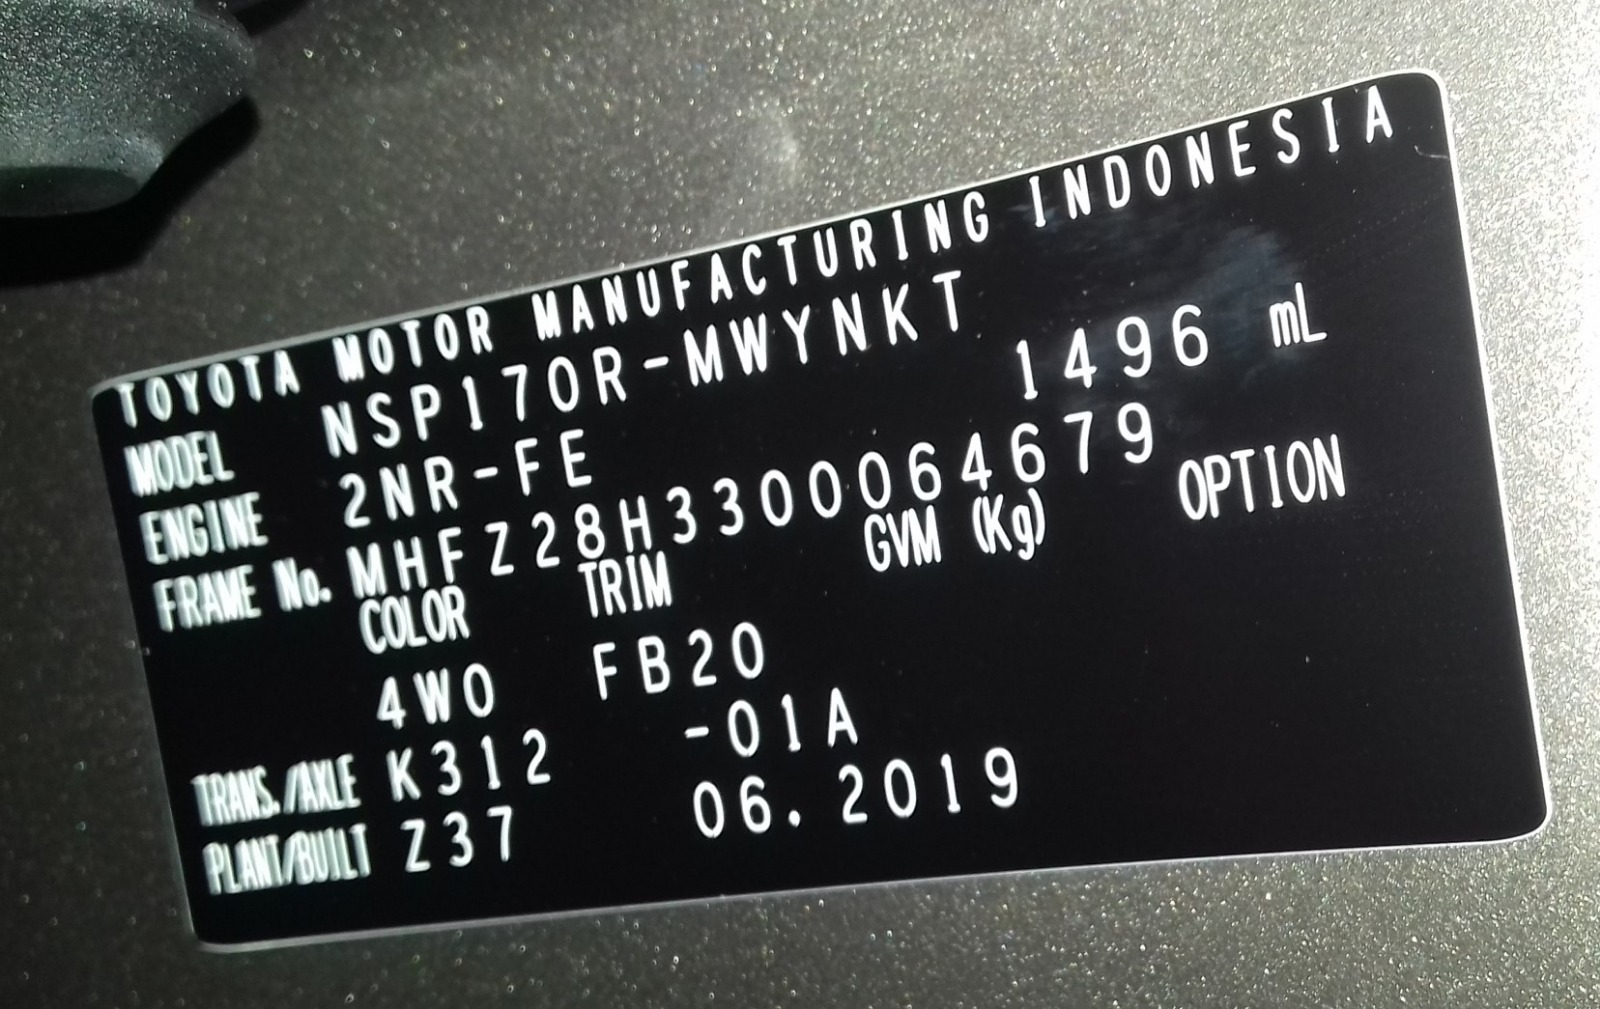 TOYOTA MOTOR MANUFACTURING INDONESIA
MODEL NSP170R-MWYNKT
ENGINE 2NR-FE 1496 mL
FRAME No. MHFZ28H3300064679
COLOR TRIM GVM (Kg) OPTION
4W0 FB20
TRANS./AXLE K312 -01A
PLANT/BUILT Z37 06.2019